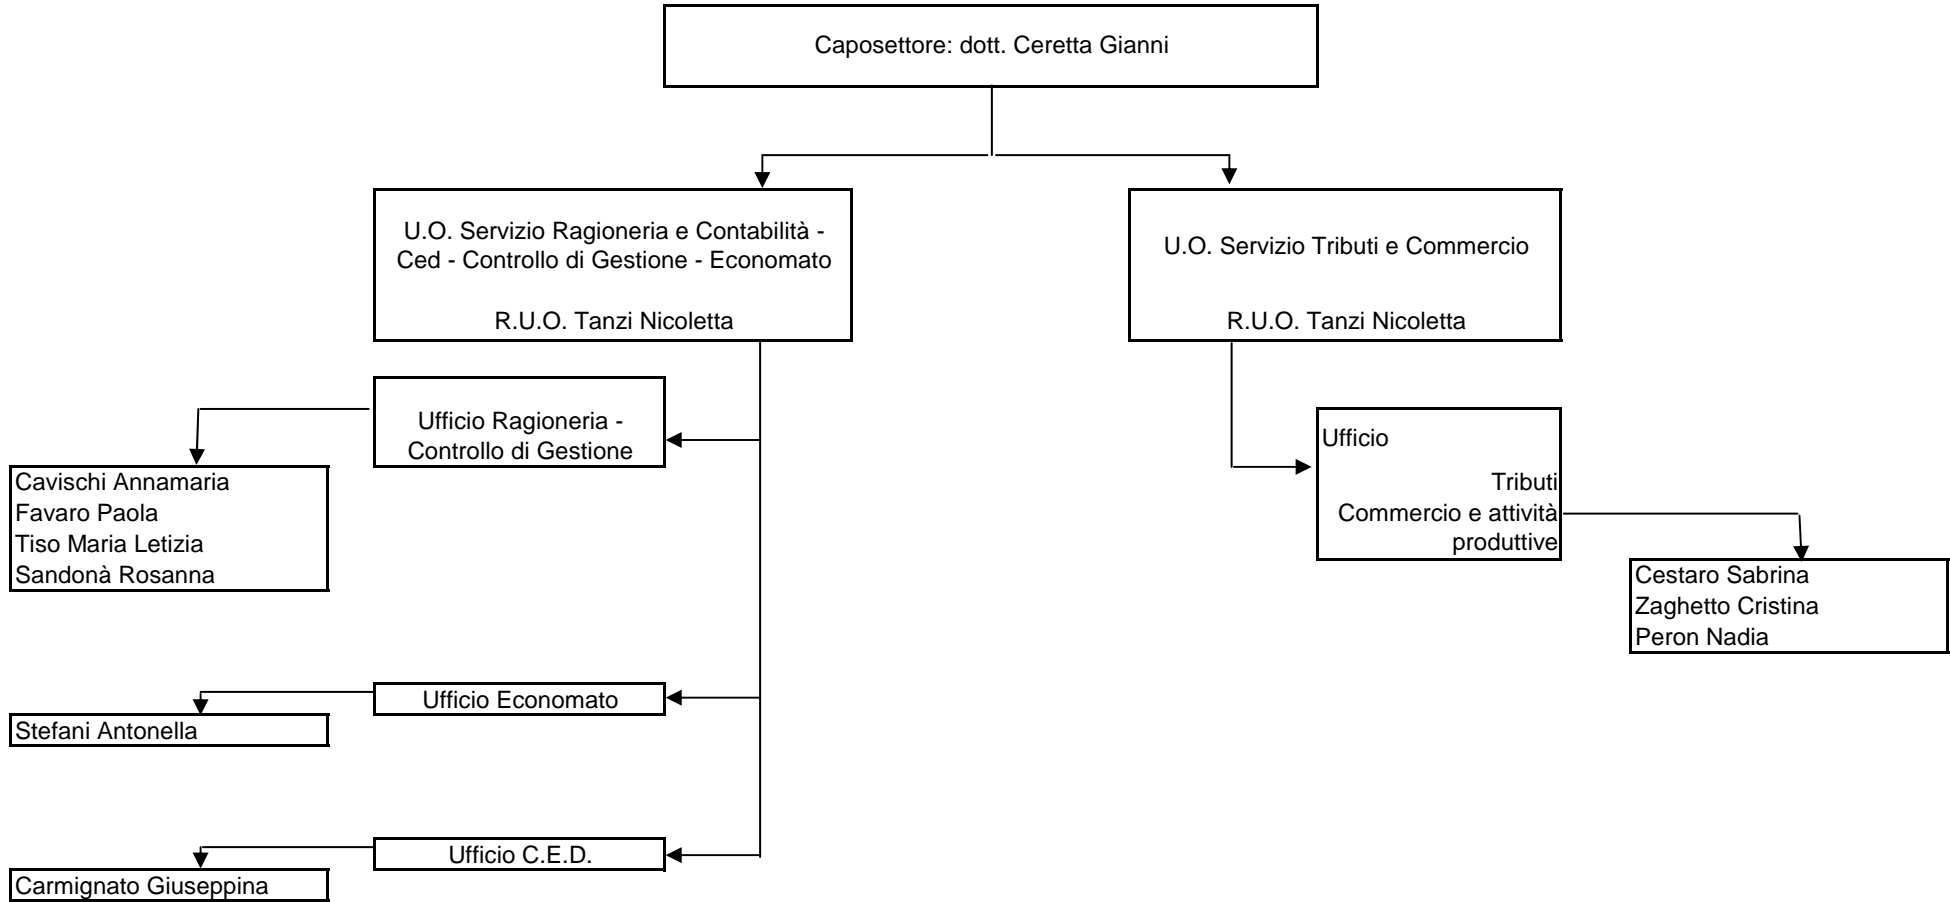 Caposettore: dott. Ceretta Gianni
U.O. Servizio Ragioneria e Contabilità -
Ced - Controllo di Gestione - Economato
R.U.O. Tanzi Nicoletta
U.O. Servizio Tributi e Commercio
R.U.O. Tanzi Nicoletta
Ufficio Ragioneria -
Controllo di Gestione
Cavischi Annamaria
Favaro Paola
Tiso Maria Letizia
Sandonà Rosanna
Ufficio
Tributi
Commercio e attività
produttive
Cestaro Sabrina
Zaghetto Cristina
Peron Nadia
Ufficio Economato
Stefani Antonella
Ufficio C.E.D.
Carmignato Giuseppina